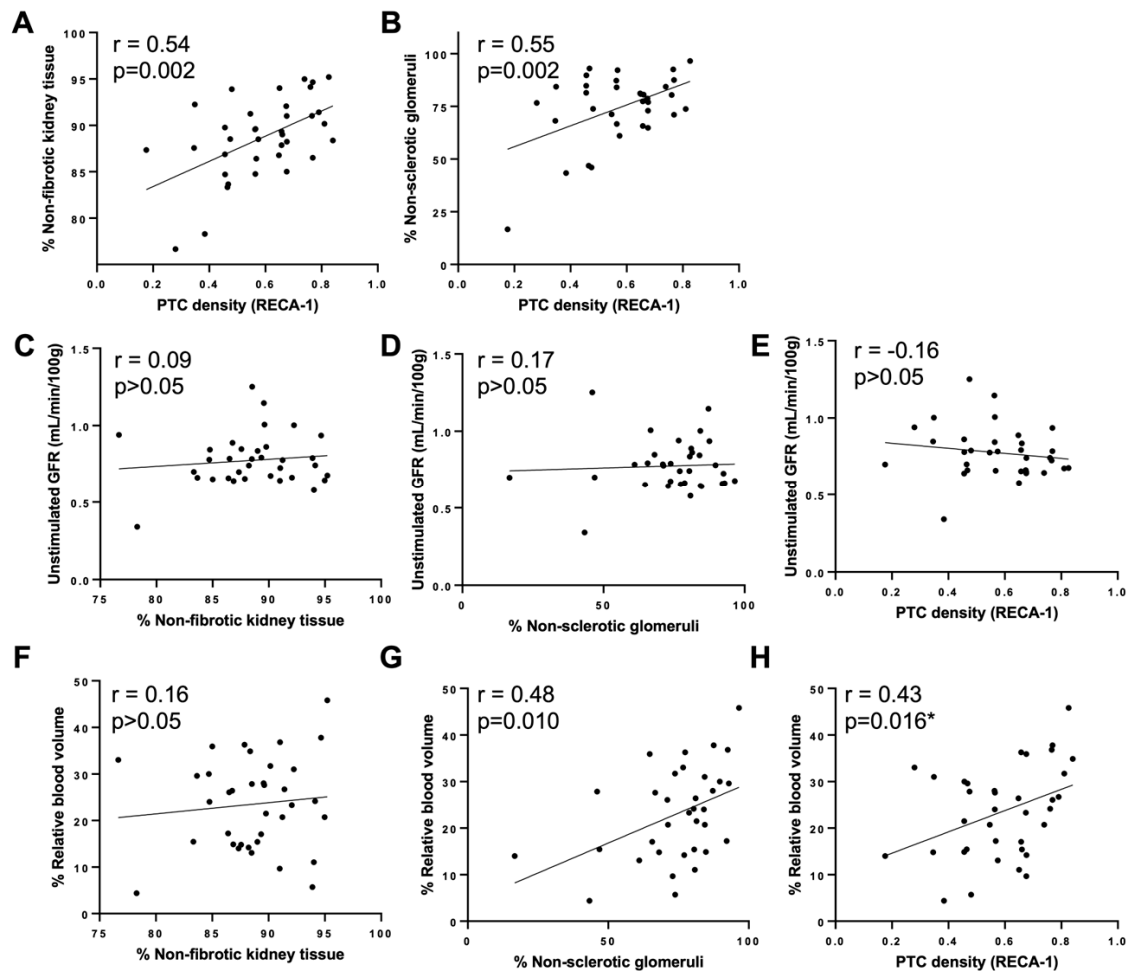 A
r = 0.54
p=0.002
% Non-fibrotic kidney tissue
95
90
85
80
0.0 0.2 0.4 0.6 0.8 1.0
PTC density (RECA-1)
B
r = 0.55
p=0.002
% Non-sclerotic glomeruli
100
75
50
25
0
0.0 0.2 0.4 0.6 0.8 1.0
PTC density (RECA-1)
C
r = 0.09
p>0.05
Unstimulated GFR (mL/min/100g)
1.5
1.0
0.5
0.0
75 80 85 90 95 100
% Non-fibrotic kidney tissue
D
r = 0.17
p>0.05
Unstimulated GFR (mL/min/100g)
1.5
1.0
0.5
0.0
0 50 100
% Non-sclerotic glomeruli
E
r = -0.16
p>0.05
Unstimulated GFR (mL/min/100g)
1.5
1.0
0.5
0.0
0.0 0.2 0.4 0.6 0.8 1.0
PTC density (RECA-1)
F
r = 0.16
p>0.05
% Relative blood volume
50
40
30
20
10
0
75 80 85 90 95 100
% Non-fibrotic kidney tissue
G
r = 0.48
p=0.010
% Relative blood volume
50
40
30
20
10
0
0 50 100
% Non-sclerotic glomeruli
H
r = 0.43
p=0.016*
% Relative blood volume
50
40
30
20
10
0
0.0 0.2 0.4 0.6 0.8 1.0
PTC density (RECA-1)